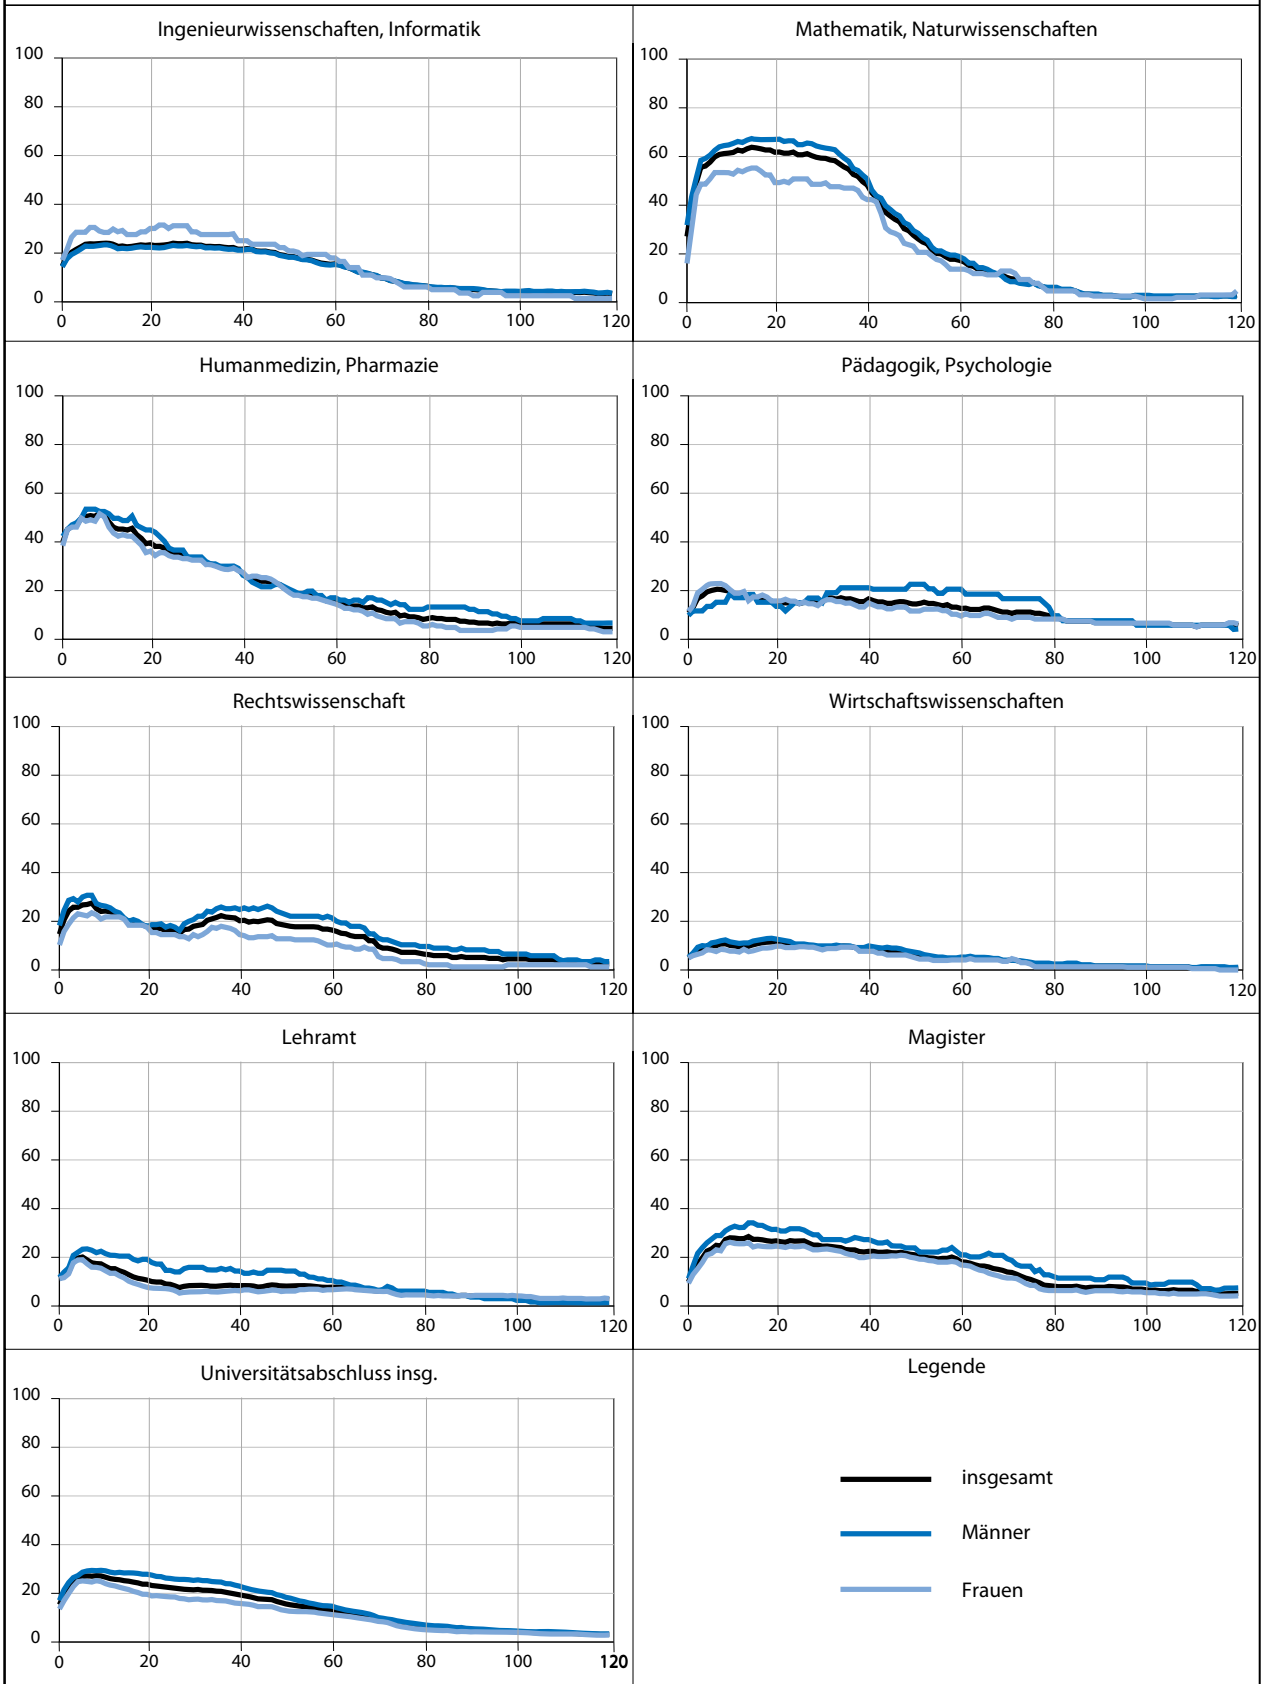 Ingenieurwissenschaften, Informatik
100
80
60
40
20
0
0 20 40 60 80 100 120
Mathematik, Naturwissenschaften
100
80
60
40
20
0
0 20 40 60 80 100 120
Humanmedizin, Pharmazie
100
80
60
40
20
0
0 20 40 60 80 100 120
Pädagogik, Psychologie
100
80
60
40
20
0
0 20 40 60 80 100 120
Rechtswissenschaft
100
80
60
40
20
0
0 20 40 60 80 100 120
Wirtschaftswissenschaften
100
80
60
40
20
0
0 20 40 60 80 100 120
Lehramt
100
80
60
40
20
0
0 20 40 60 80 100 120
Magister
100
80
60
40
20
0
0 20 40 60 80 100 120
Universitätsabschluss insg.
100
80
60
40
20
0
0 20 40 60 80 100 120
Legende
insgesamt
Männer
Frauen